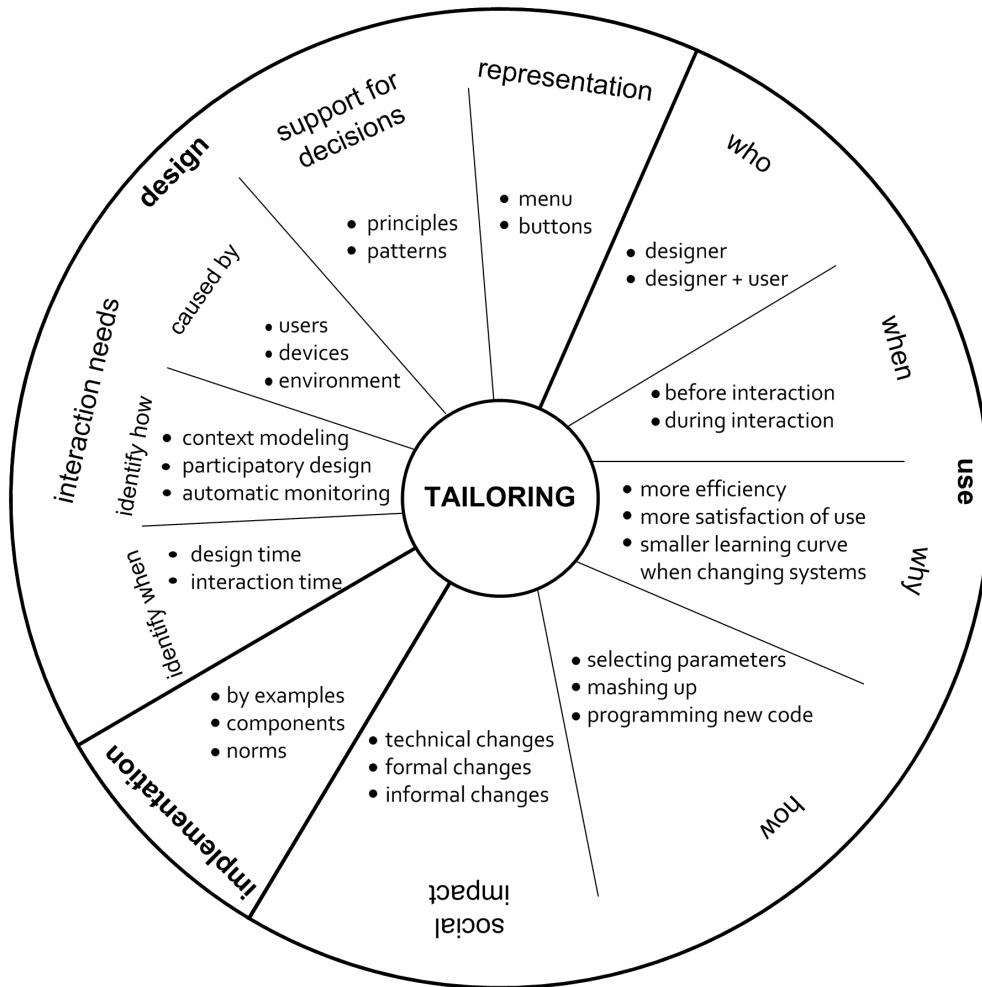 TAILORING
design
support for
decisions
• principles
• patterns
representation
• menu
• buttons
interaction needs
caused by
• users
• devices
• environment
identify how
• context modeling
• participatory design
• automatic monitoring
identify when
• design time
• interaction time
use
who
• designer
• designer + user
when
• before interaction
• during interaction
why
• more efficiency
• more satisfaction of use
• smaller learning curve
when changing systems
how
• selecting parameters
• mashing up
• programming new code
social
impact
• technical changes
• formal changes
• informal changes
implementation
• by examples
• components
• norms